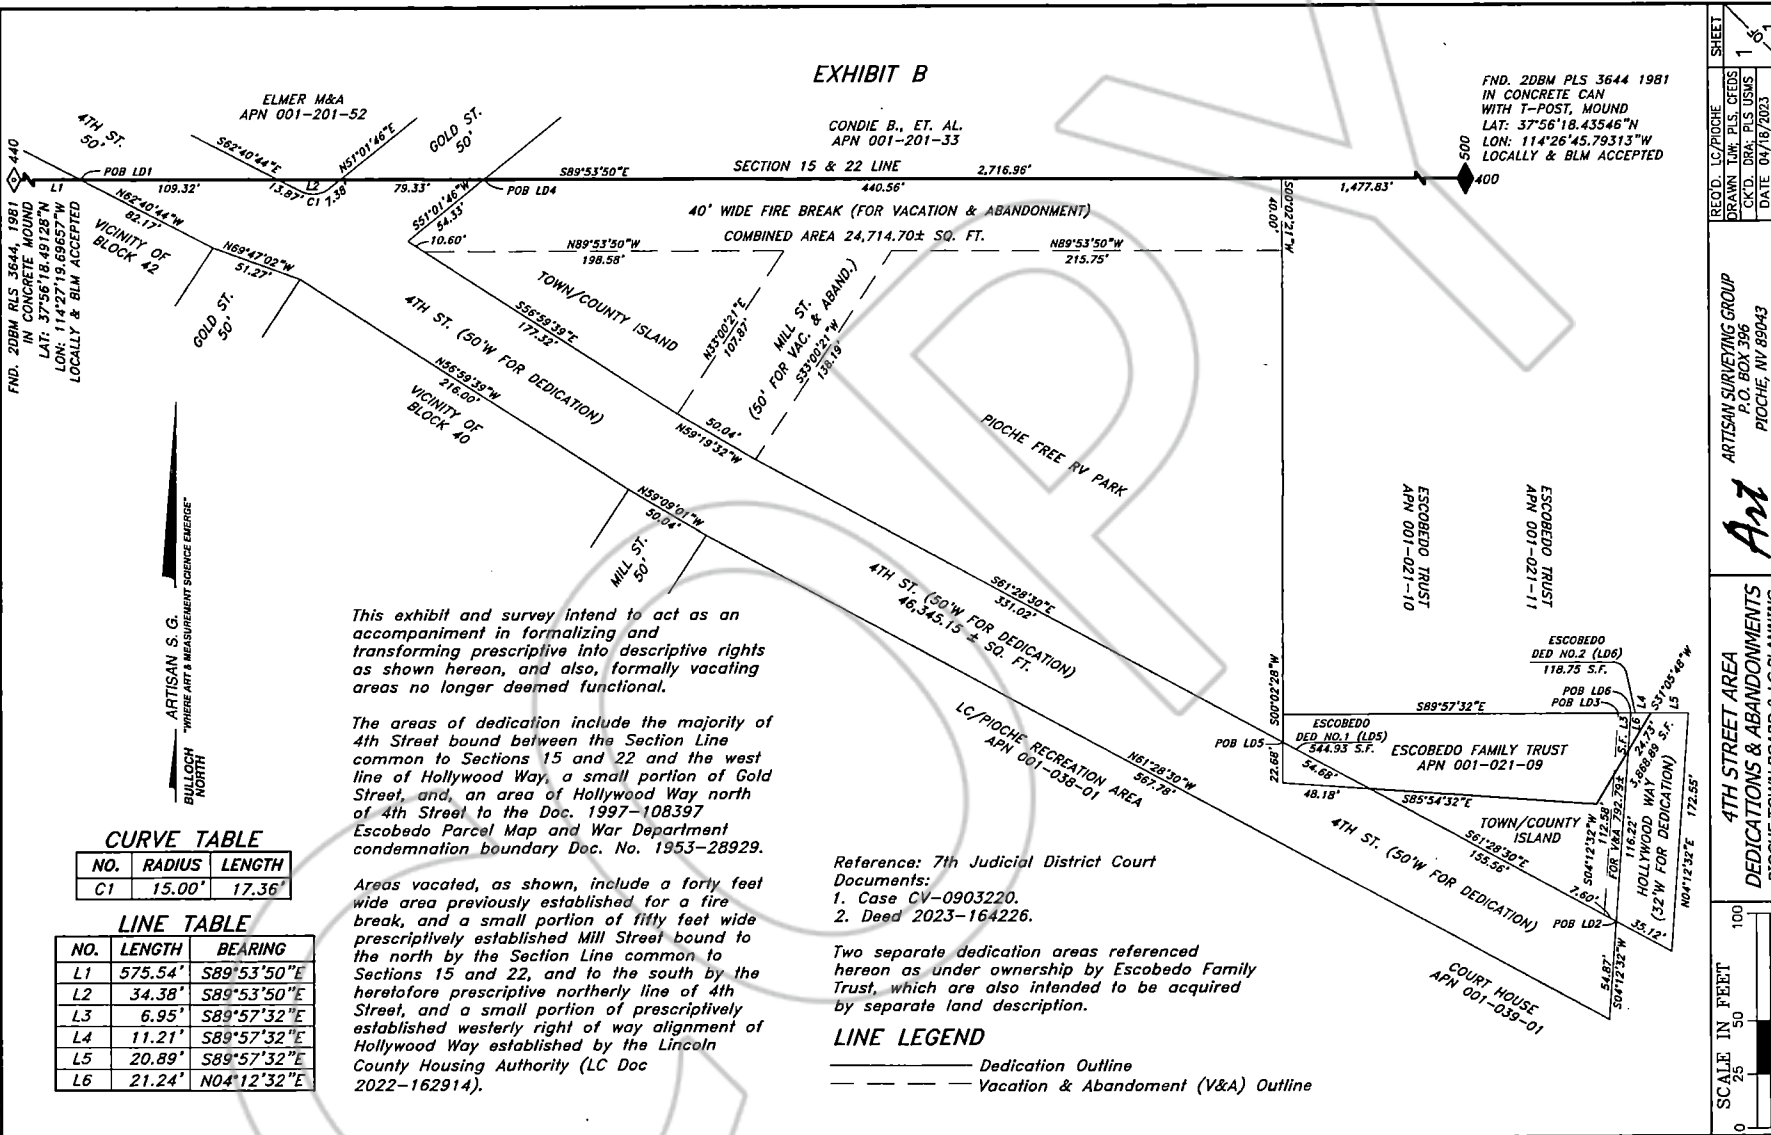 EXHIBIT B
ELMER M&A
APN 001-201-52
4TH ST.
50'
S62°40'44"E
N51°01'46"E
GOLD ST.
50'
CONDIE B., ET. AL.
APN 001-201-33
FND. 2DBM PLS 3644 1981
IN CONCRETE CAN
WITH T-POST, MOUND
LAT: 37°56'18.43546"N
LON: 114°26'45.79313"W
LOCALLY & BLM ACCEPTED
440
500
400
POB LD1
L1
109.32'
13.87'
L2
C1
7.38'
79.33'
POB LD4
S89°53'50"E
SECTION 15 & 22 LINE
2,716.96'
440.56'
1,477.83'
FND. 2DBM RLS 3644, 1981
IN CONCRETE MOUND
LAT: 37°56'18.49128"N
LON: 114°27'19.69657"W
LOCALLY & BLM ACCEPTED
N62°40'44"W
82.17'
VICINITY OF
BLOCK 42
N69°47'02"W
51.27'
GOLD ST.
50'
S51°01'46"W
54.33'
10.60'
40' WIDE FIRE BREAK (FOR VACATION & ABANDONMENT)
COMBINED AREA 24,714.70± SQ. FT.
S00°02'21"W
40.00'
N89°53'50"W
198.58'
N89°53'50"W
215.75'
TOWN/COUNTY ISLAND
4TH ST. (50'W FOR DEDICATION)
S56°59'39"E
177.32'
N33°00'21"E
107.87'
MILL ST.
(50' FOR VAC. & ABAND.)
S33°00'21"W
138.19'
N56°59'39"W
216.00'
VICINITY OF
BLOCK 40
50.04'
N59°19'32"W
PIOCHE FREE RV PARK
N59°09'01"W
50.04'
MILL ST.
50'
ESCOBEDO TRUST
APN 001-021-10
ESCOBEDO TRUST
APN 001-021-11
ARTISAN S. G.
"WHERE ART & MEASUREMENT SCIENCE EMERGE"
BULLOCH
NORTH
4TH ST. (50'W FOR DEDICATION)
46,345.15 ± SQ. FT.
S61°28'30"E
331.02'
LC/PIOCHE RECREATION AREA
APN 001-038-01
N61°28'30"W
567.78'
S00°02'28"W
POB LD5
22.68'
ESCOBEDO
DED NO.1 (LD5)
544.93 S.F.
54.68'
48.18'
S89°57'32"E
ESCOBEDO FAMILY TRUST
APN 001-021-09
S85°54'32"E
ESCOBEDO
DED NO.2 (LD6)
118.75 S.F.
POB LD6
POB LD3
L3
L6
L4
L5
S31°05'48"W
24.73'
TOWN/COUNTY
ISLAND
S61°28'30"E
155.56'
7.60'
S04°12'32"W
112.58'
FOR V&A 792.79± S.F.
116.22'
HOLLYWOOD WAY 3,868.89 S.F.
(32'W FOR DEDICATION)
N04°12'32"E
172.55'
4TH ST. (50'W FOR DEDICATION)
POB LD2
35.12'
54.87'
S04°12'32"W
COURT HOUSE
APN 001-039-01
This exhibit and survey intend to act as an
accompaniment in formalizing and
transforming prescriptive into descriptive rights
as shown hereon, and also, formally vacating
areas no longer deemed functional.
The areas of dedication include the majority of
4th Street bound between the Section Line
common to Sections 15 and 22 and the west
line of Hollywood Way, a small portion of Gold
Street, and, an area of Hollywood Way north
of 4th Street to the Doc. 1997-108397
Escobedo Parcel Map and War Department
condemnation boundary Doc. No. 1953-28929.
Areas vacated, as shown, include a forty feet
wide area previously established for a fire
break, and a small portion of fifty feet wide
prescriptively established Mill Street bound to
the north by the Section Line common to
Sections 15 and 22, and to the south by the
heretofore prescriptive northerly line of 4th
Street, and a small portion of prescriptively
established westerly right of way alignment of
Hollywood Way established by the Lincoln
County Housing Authority (LC Doc
2022-162914).
CURVE TABLE
NO. RADIUS LENGTH
C1 15.00' 17.36'
LINE TABLE
NO. LENGTH BEARING
L1 575.54' S89°53'50"E
L2 34.38' S89°53'50"E
L3 6.95' S89°57'32"E
L4 11.21' S89°57'32"E
L5 20.89' S89°57'32"E
L6 21.24' N04°12'32"E
Reference: 7th Judicial District Court
Documents:
1. Case CV-0903220.
2. Deed 2023-164226.
Two separate dedication areas referenced
hereon as under ownership by Escobedo Family
Trust, which are also intended to be acquired
by separate land description.
LINE LEGEND
Dedication Outline
Vacation & Abandoment (V&A) Outline
SHEET
1 OF 1
REQ'D. LC/PIOCHE
DRAWN TJW: PLS, CFEDS
CK'D. DRA: PLS USMS
DATE 04/18/2023
Art
ARTISAN SURVEYING GROUP
P.O. BOX 396
PIOCHE, NV 89043
4TH STREET AREA
DEDICATIONS & ABANDONMENTS
PIOCHE TOWN BOARD & LC PLANNING
SCALE IN FEET
0 25 50 100
COPY